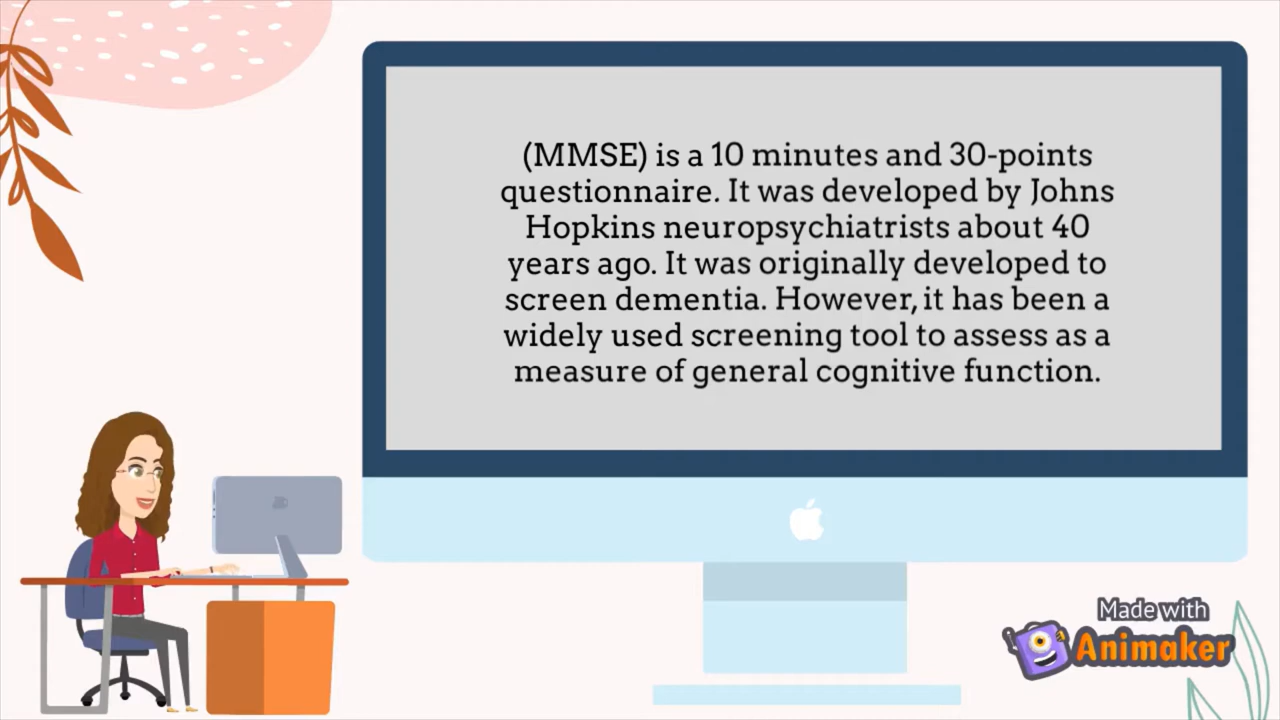 (MMSE) is a 10 minutes and 30-points
questionnaire. It was developed by Johns
Hopkins neuropsychiatrists about 40
years ago. It was originally developed to
screen dementia. However, it has been a
widely used screening tool to assess as a
measure of general cognitive function.
Made with
Animaker